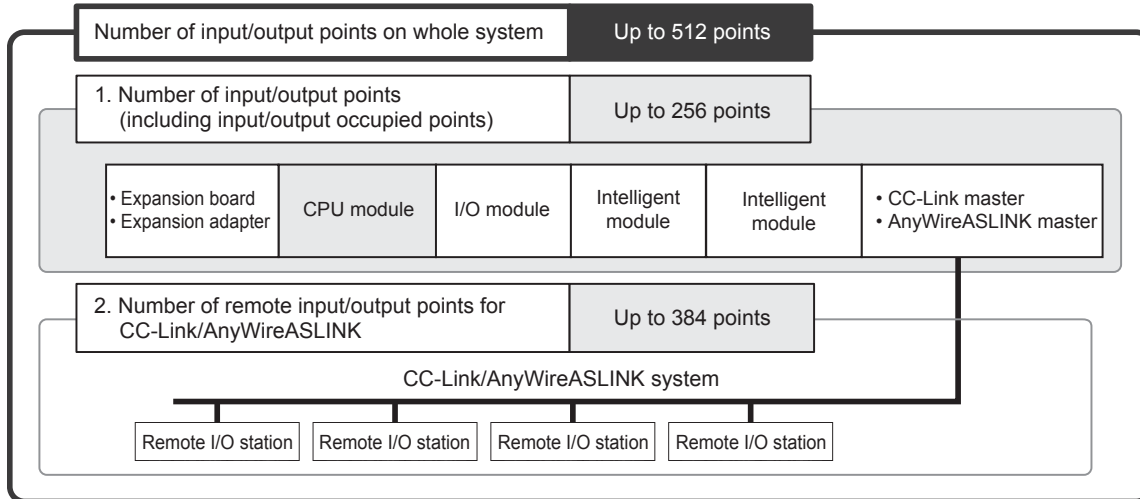 Number of input/output points on whole system
Up to 512 points
1. Number of input/output points
(including input/output occupied points)
Up to 256 points
• Expansion board
• Expansion adapter
CPU module
I/O module
Intelligent
module
Intelligent
module
• CC-Link master
• AnyWireASLINK master
2. Number of remote input/output points for
CC-Link/AnyWireASLINK
Up to 384 points
CC-Link/AnyWireASLINK system
Remote I/O station
Remote I/O station
Remote I/O station
Remote I/O station